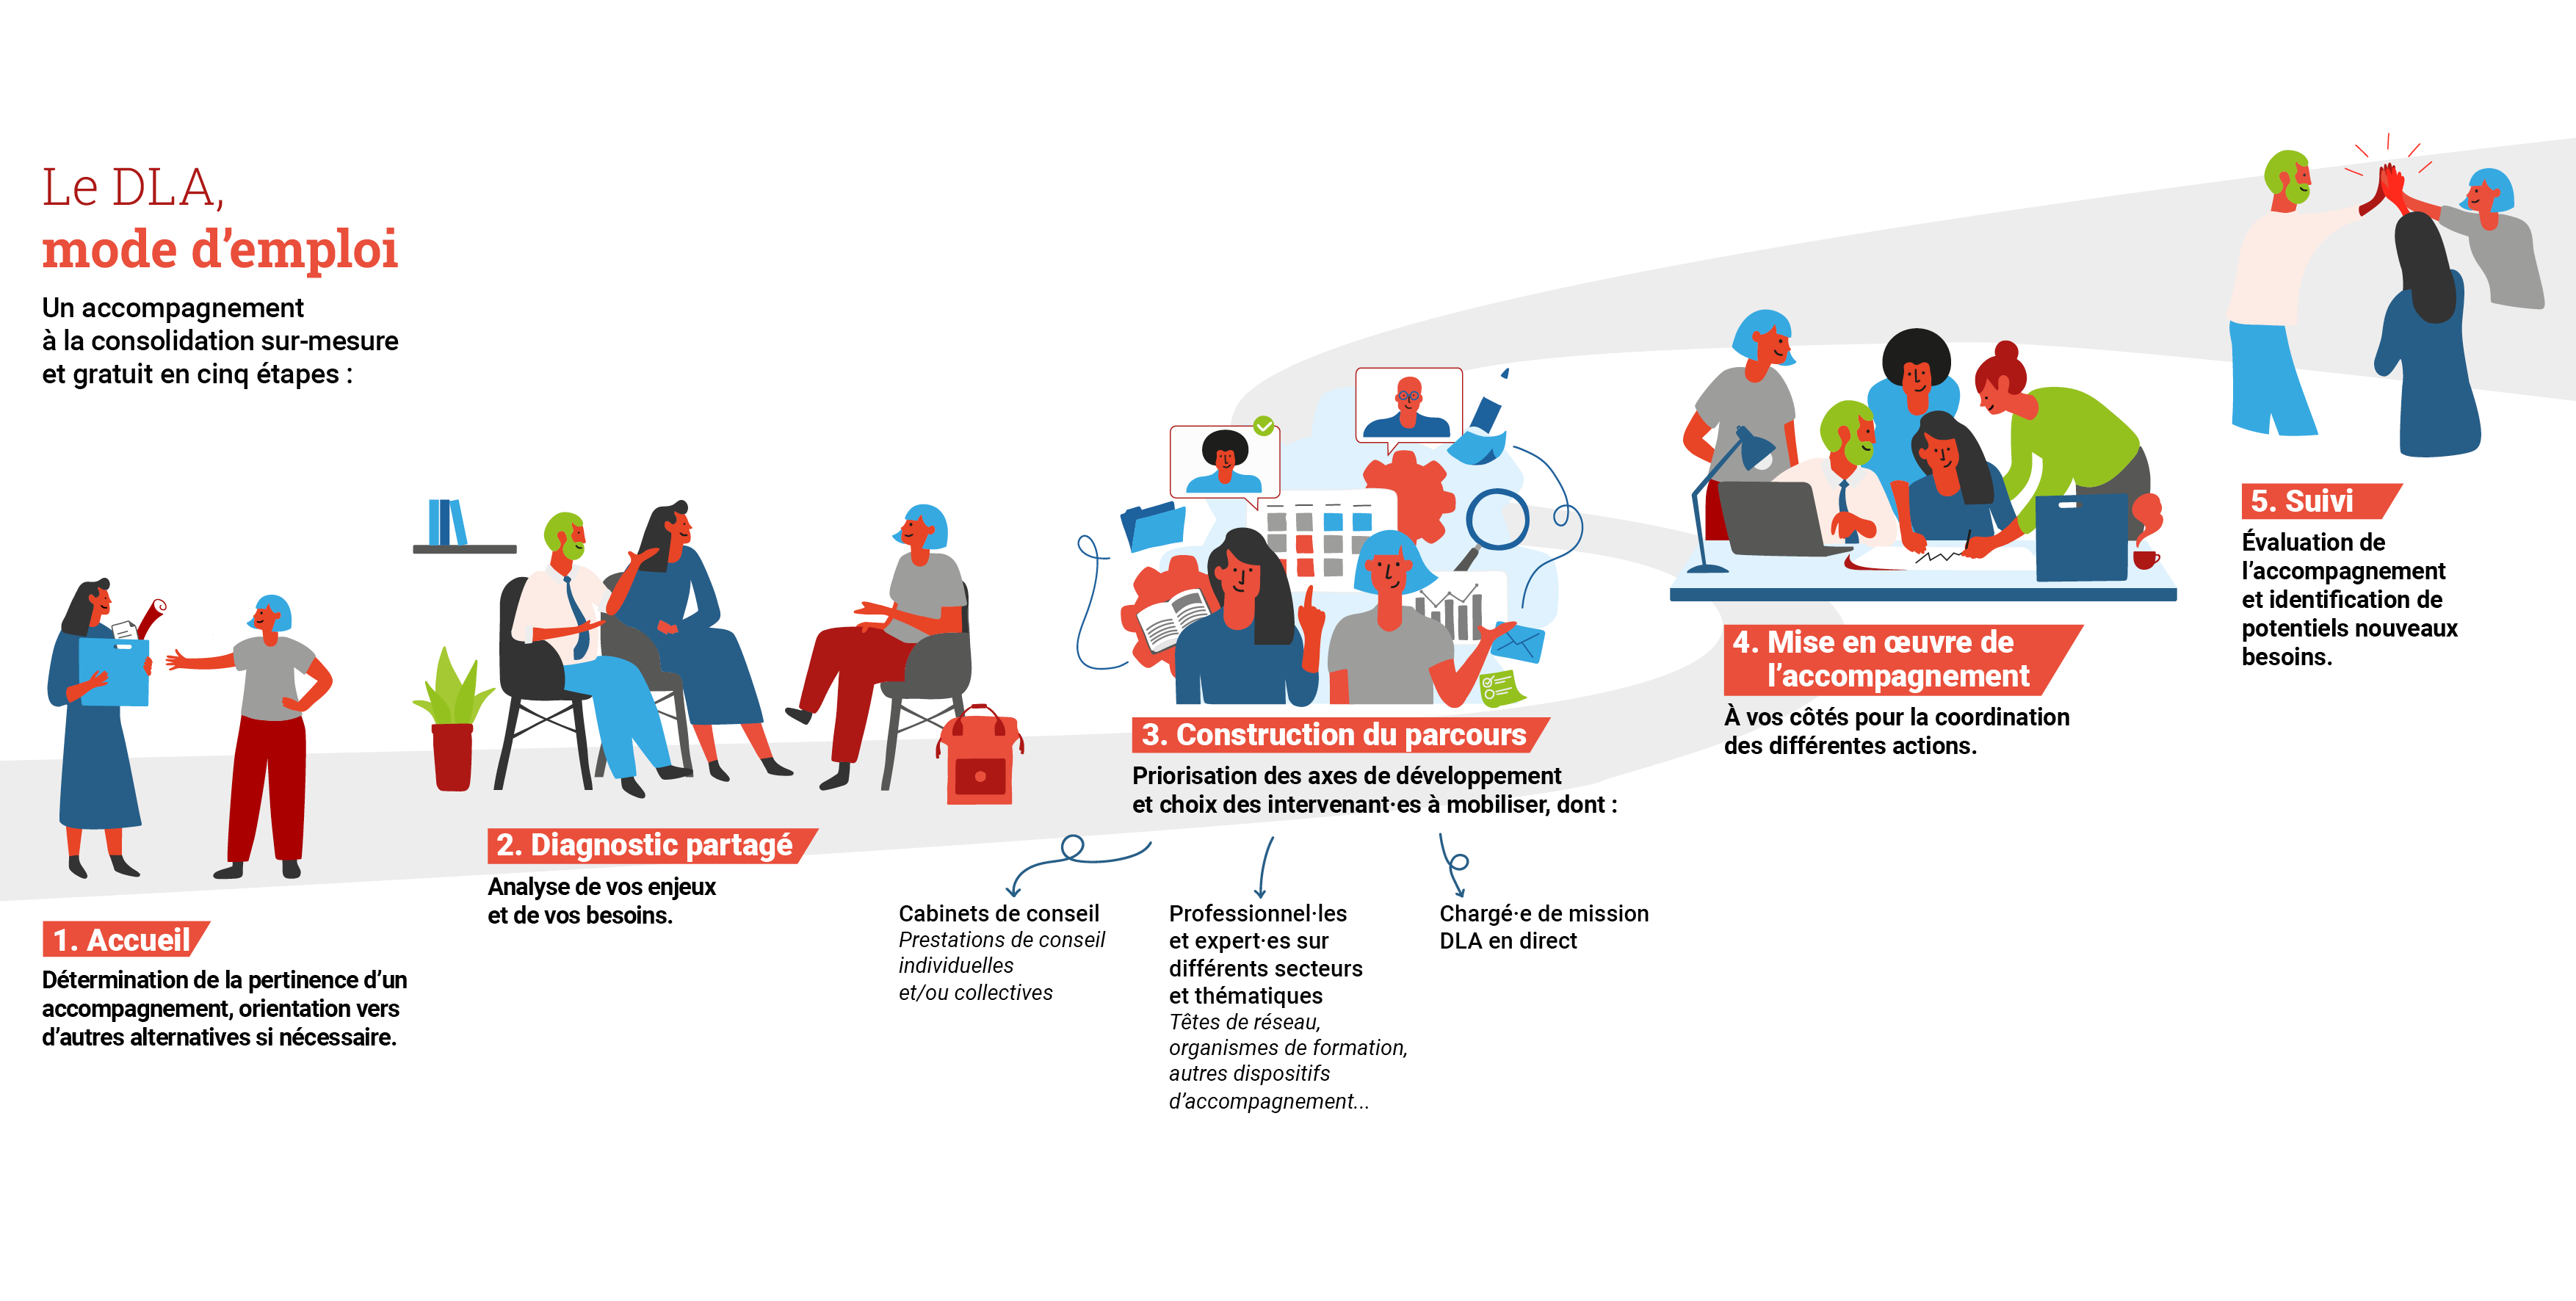 Le DLA,
mode d’emploi
Un accompagnement
à la consolidation sur-mesure
et gratuit en cinq étapes :
1. Accueil
Détermination de la pertinence d’un
accompagnement, orientation vers
d’autres alternatives si nécessaire.
2. Diagnostic partagé
Analyse de vos enjeux
et de vos besoins.
3. Construction du parcours
Priorisation des axes de développement
et choix des intervenant·es à mobiliser, dont :
Cabinets de conseil
Prestations de conseil
individuelles
et/ou collectives
Professionnel·les
et expert·es sur
différents secteurs
et thématiques
Têtes de réseau,
organismes de formation,
autres dispositifs
d’accompagnement...
Chargé·e de mission
DLA en direct
4. Mise en œuvre de
l’accompagnement
À vos côtés pour la coordination
des différentes actions.
5. Suivi
Évaluation de
l’accompagnement
et identification de
potentiels nouveaux
besoins.